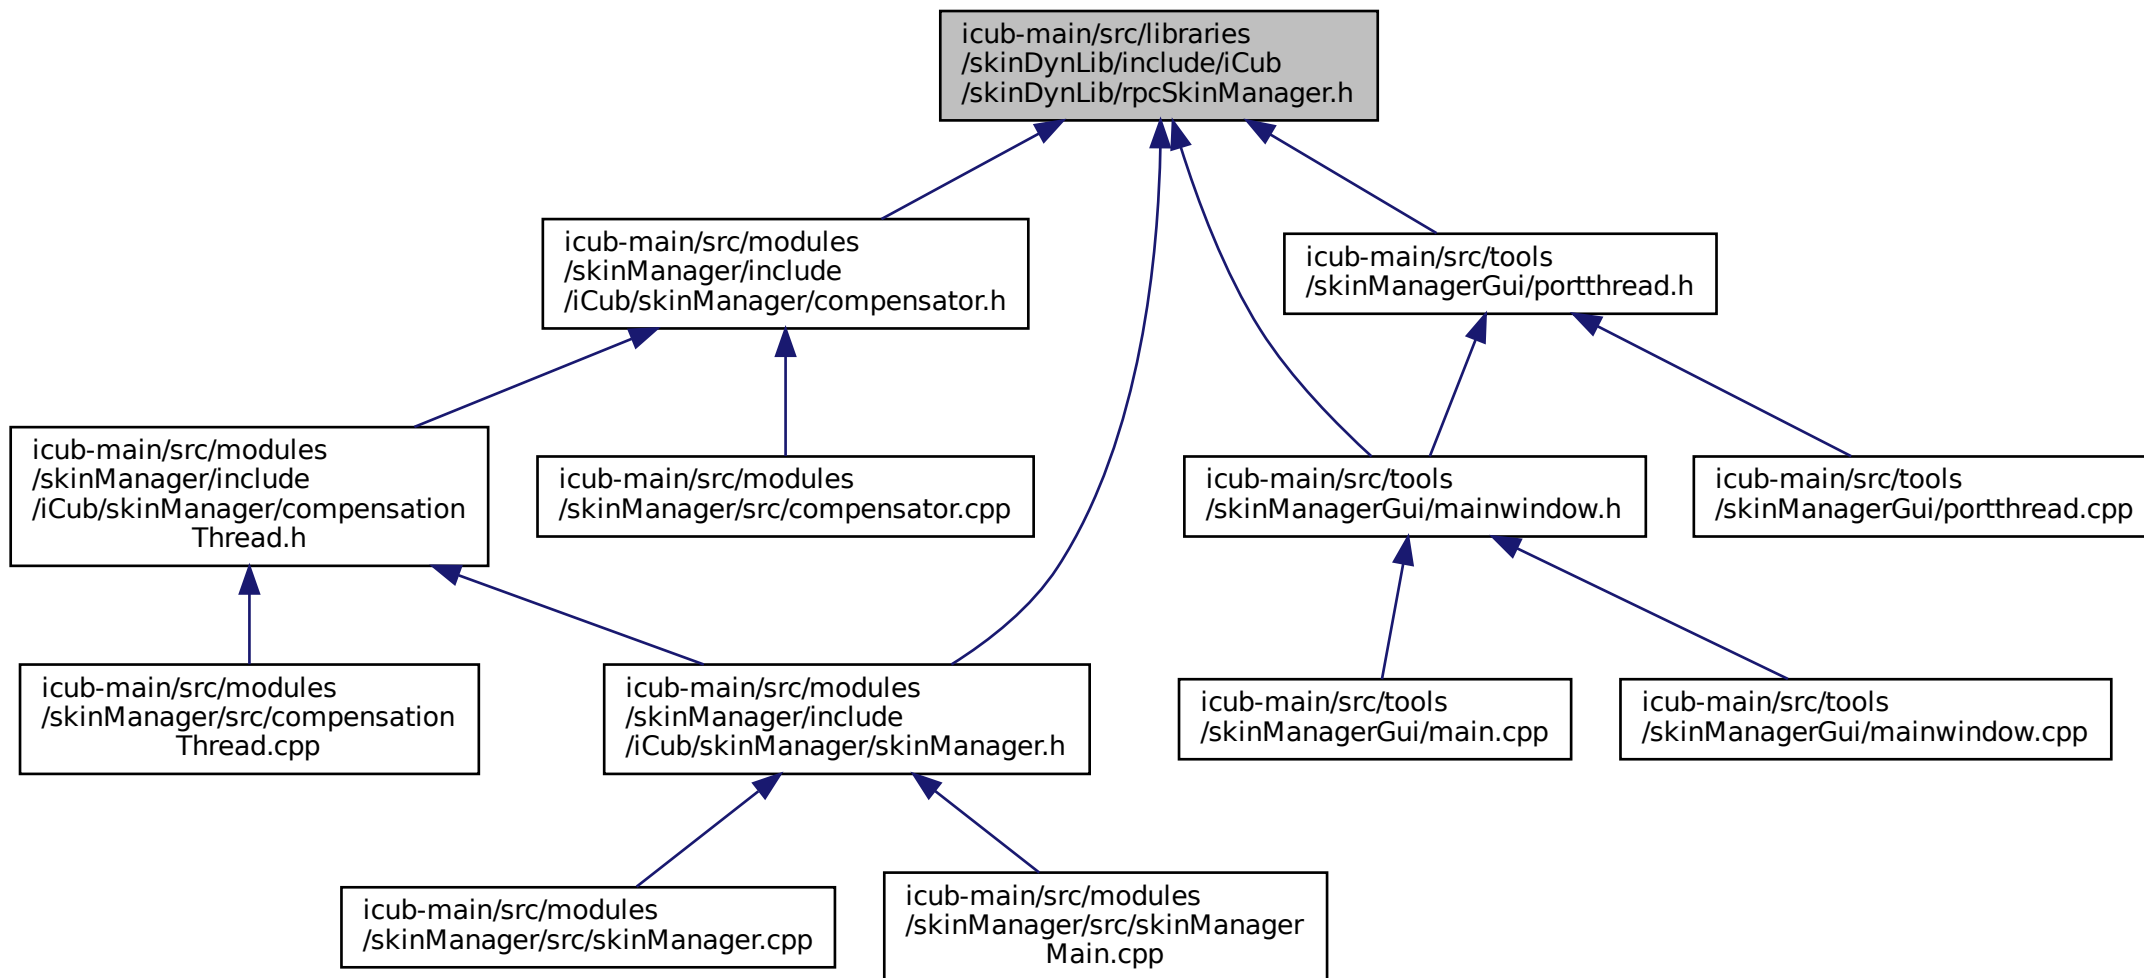 icub-main/src/libraries
/skinDynLib/include/iCub
/skinDynLib/rpcSkinManager.h
icub-main/src/modules
/skinManager/include
/iCub/skinManager/compensator.h
icub-main/src/tools
/skinManagerGui/portthread.h
icub-main/src/modules
/skinManager/include
/iCub/skinManager/compensation
Thread.h
icub-main/src/modules
/skinManager/src/compensator.cpp
icub-main/src/tools
/skinManagerGui/mainwindow.h
icub-main/src/tools
/skinManagerGui/portthread.cpp
icub-main/src/modules
/skinManager/src/compensation
Thread.cpp
icub-main/src/modules
/skinManager/include
/iCub/skinManager/skinManager.h
icub-main/src/tools
/skinManagerGui/main.cpp
icub-main/src/tools
/skinManagerGui/mainwindow.cpp
icub-main/src/modules
/skinManager/src/skinManager.cpp
icub-main/src/modules
/skinManager/src/skinManager
Main.cpp